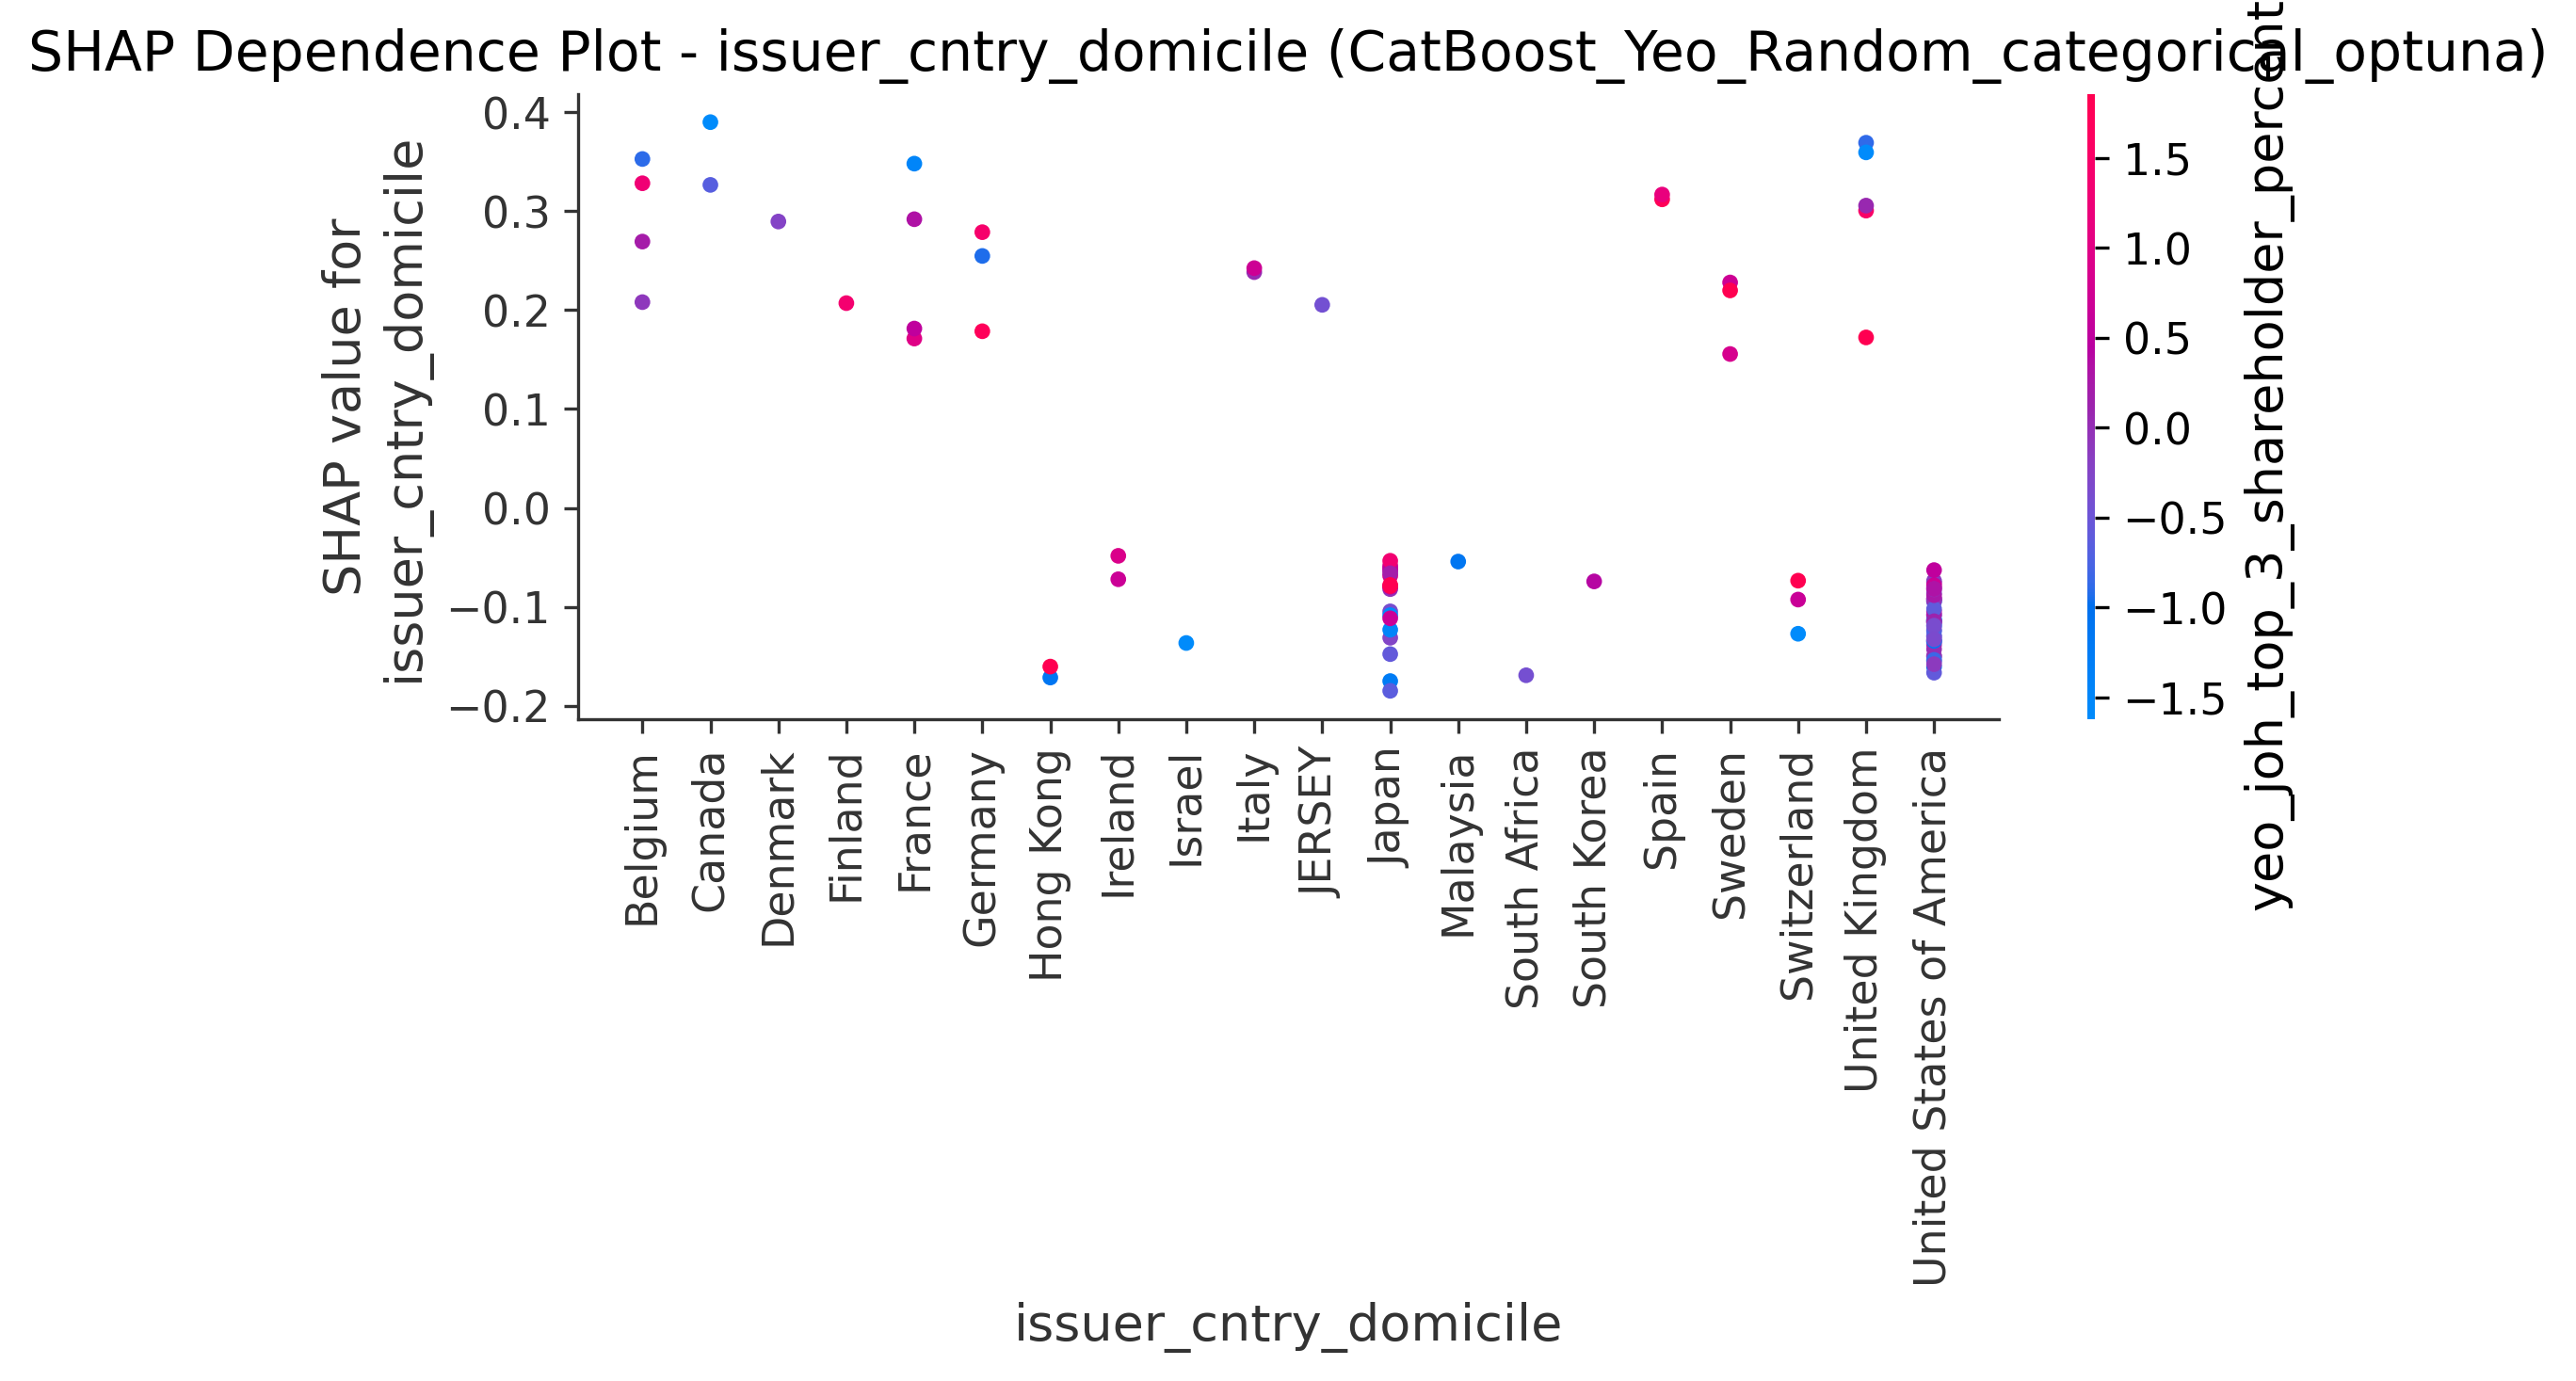 SHAP Dependence Plot - issuer_cntry_domicile (CatBoost_Yeo_Random_categorical_optuna)
SHAP value for
issuer_cntry_domicile
0.4
0.3
0.2
0.1
0.0
−0.1
−0.2
Belgium
Canada
Denmark
Finland
France
Germany
Hong Kong
Ireland
Israel
Italy
JERSEY
Japan
Malaysia
South Africa
South Korea
Spain
Sweden
Switzerland
United Kingdom
United States of America
issuer_cntry_domicile
1.5
1.0
0.5
0.0
−0.5
−1.0
−1.5
yeo_joh_top_3_shareholder_percent